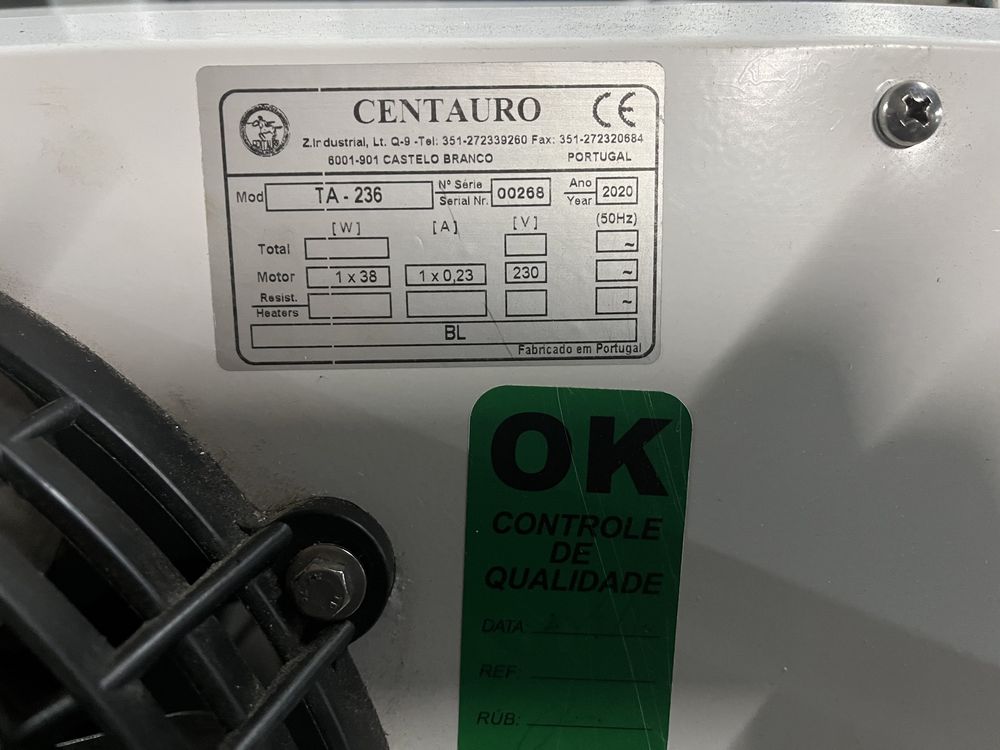 CENTAURO CE
Z.Industrial, Lt. Q-9 -Tel: 351-272339260 Fax: 351-272320684
6001-901 CASTELO BRANCO PORTUGAL
Mod TA - 236 Nº Série 00268 Ano 2020
Serial Nr. Year
[W] [A] [V] (50Hz)
Total ~
Motor 1 x 38 1 x 0,23 230 ~
Resist. ~
Heaters
BL
Fabricado em Portugal
OK
CONTROLE
DE
QUALIDADE
DATA
REF:
RÚB: